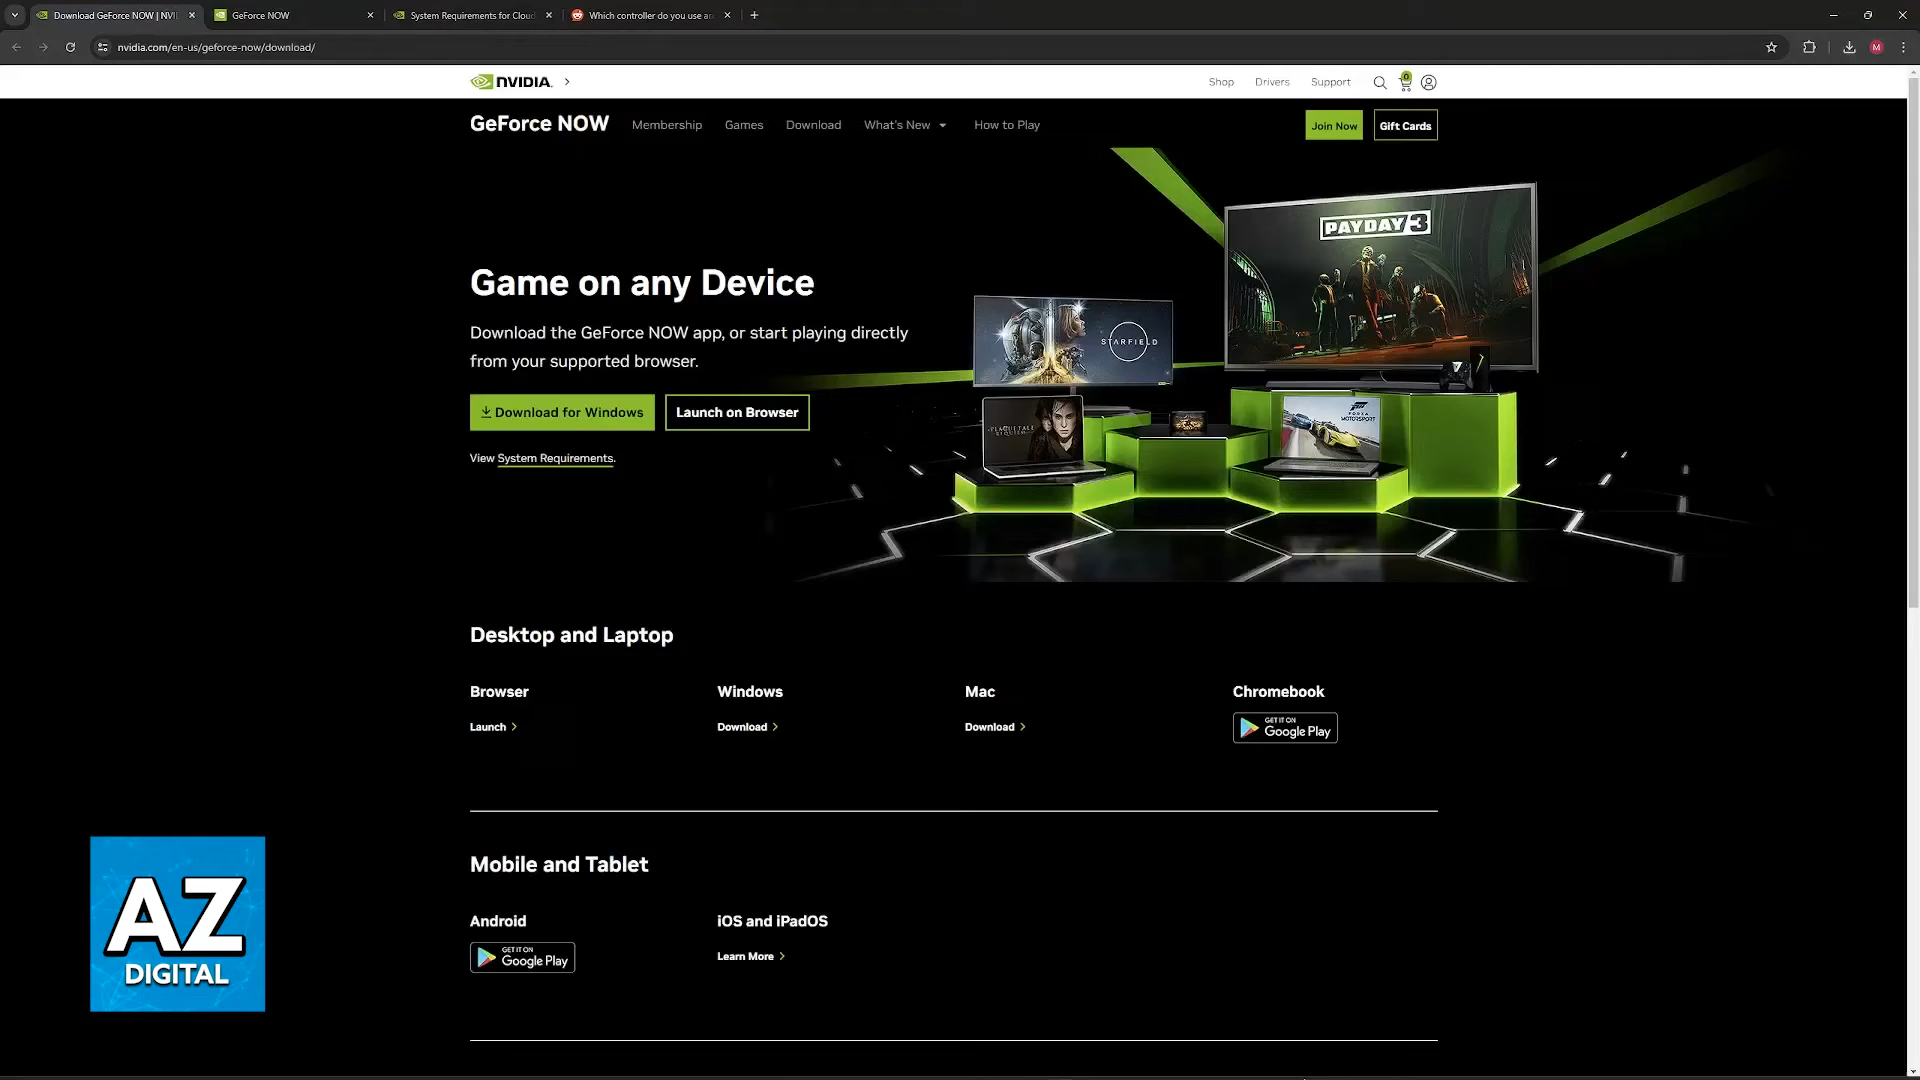 Download GeForce NOW | NVI
GeForce NOW
System Requirements for Cloud
Which controller do you use an
nvidia.com/en-us/geforce-now/download/
M
NVIDIA
Shop
Drivers
Support
0
GeForce NOW
Membership
Games
Download
What's New
How to Play
Join Now
Gift Cards
PAYDAY 3
STARFIELD
Game on any Device
Download the GeForce NOW app, or start playing directly
from your supported browser.
Download for Windows
Launch on Browser
FORZA
MOTORSPORT
View System Requirements.
Desktop and Laptop
Browser
Windows
Mac
Chromebook
Launch
Download
Download
GET IT ON
Google Play
Mobile and Tablet
Android
iOS and iPadOS
GET IT ON
Google Play
Learn More
AZ
DIGITAL